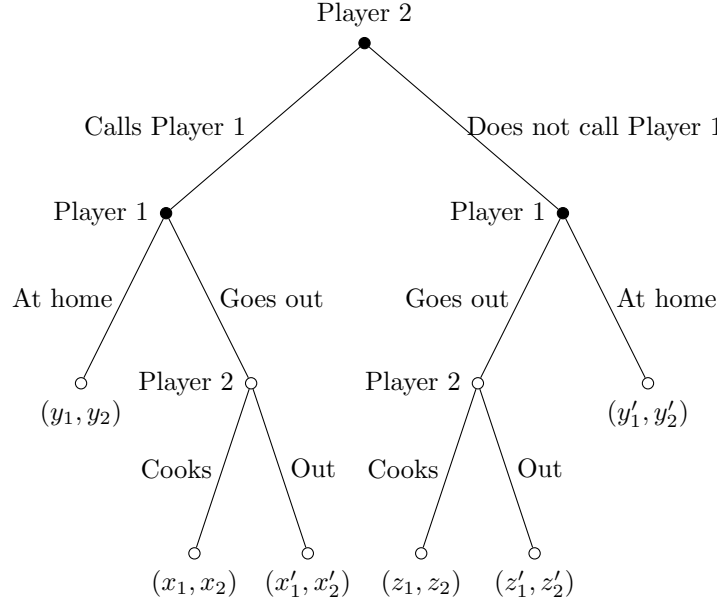 Player 2
Calls Player 1
Does not call Player 1
Player 1
Player 1
At home
Goes out
Goes out
At home
Player 2
Player 2
(y₁, y₂)
(y′₁, y′₂)
Cooks
Out
Cooks
Out
(x₁, x₂)
(x′₁, x′₂)
(z₁, z₂)
(z′₁, z′₂)